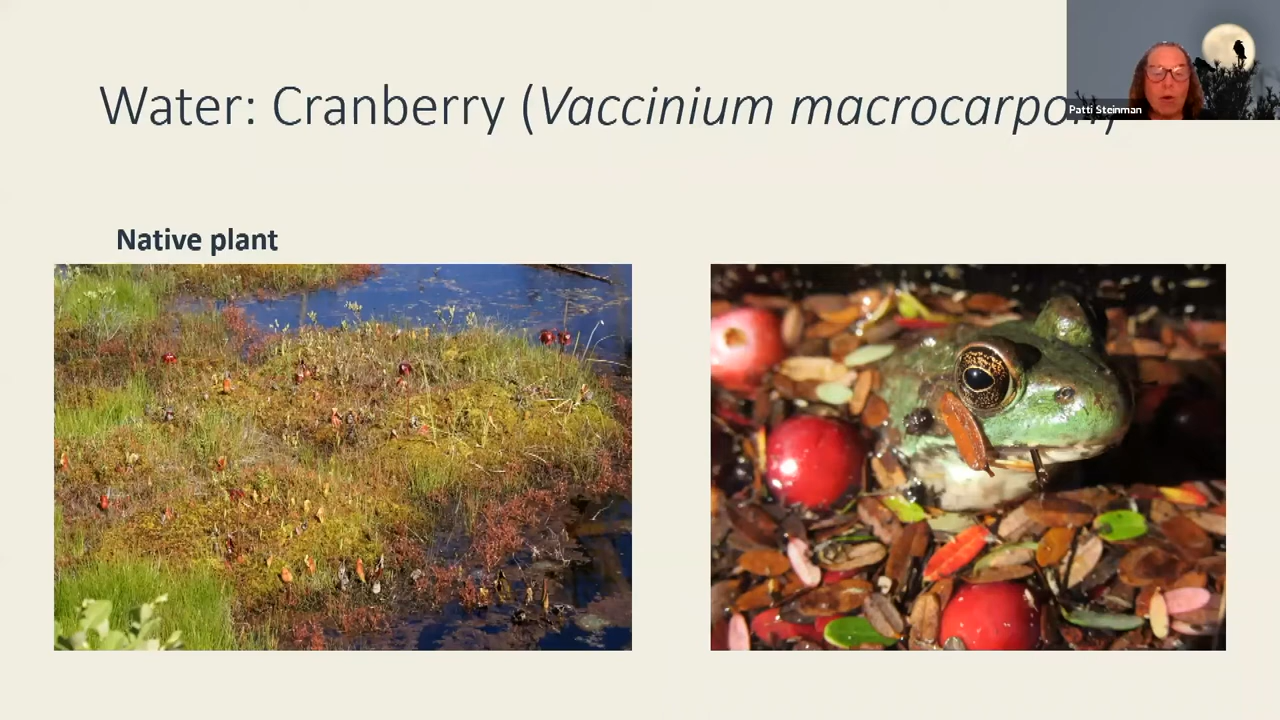 Water: Cranberry (Vaccinium macrocarpon)
Patti Steinman
Native plant